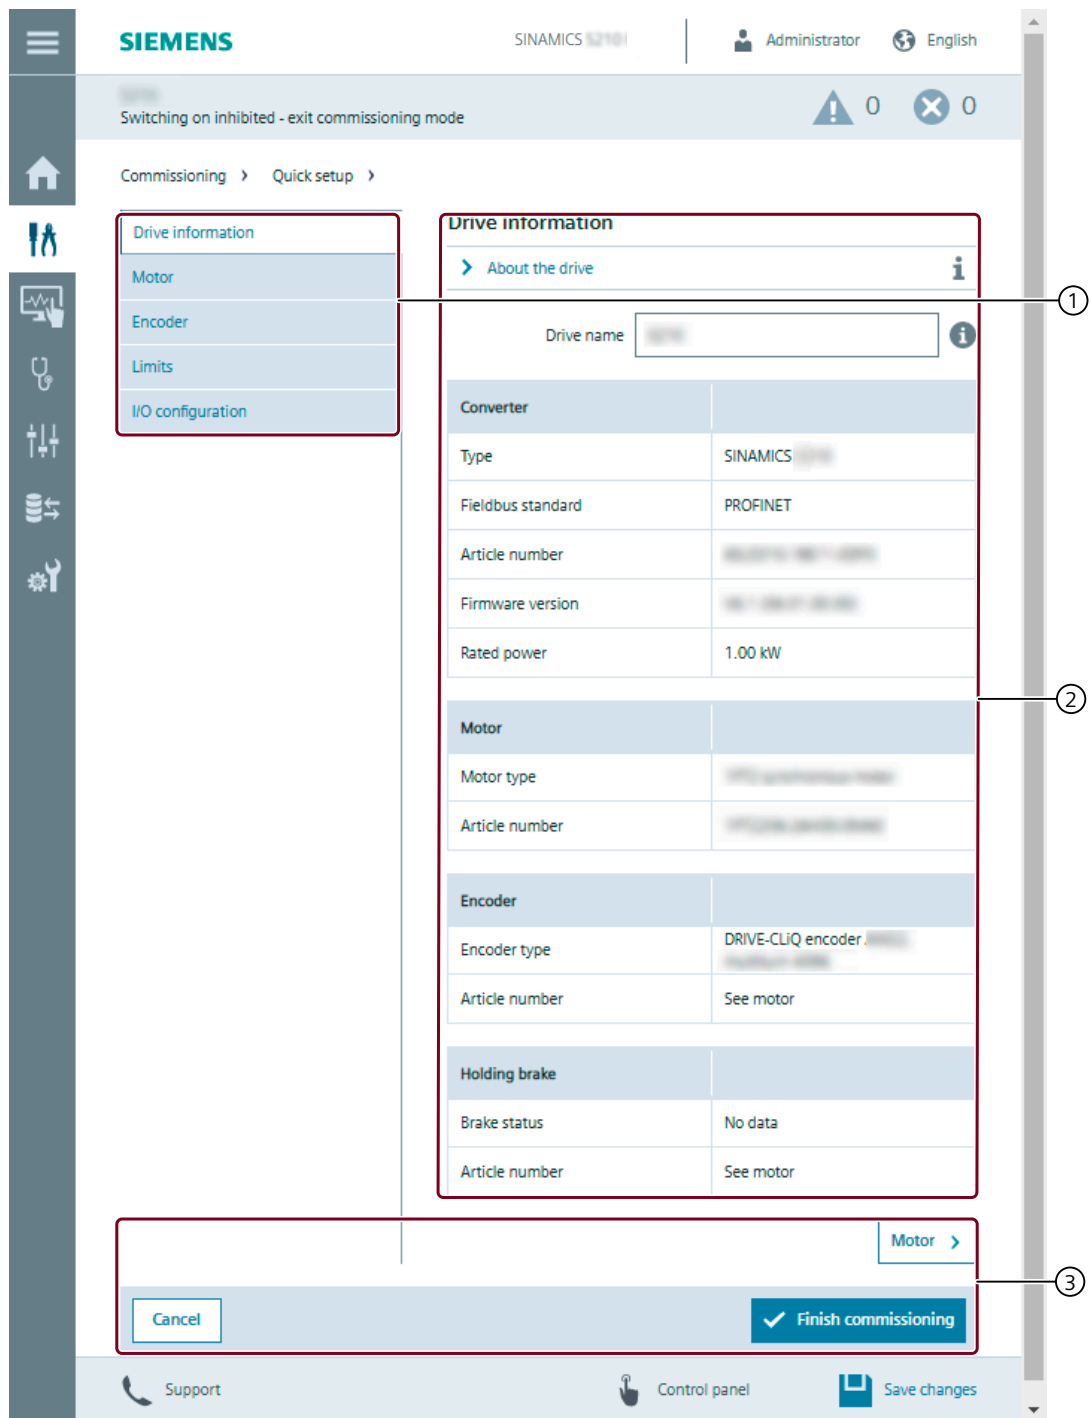 SIEMENS
SINAMICS
Administrator
English
Switching on inhibited - exit commissioning mode
0
0
Commissioning
Quick setup
Drive information
Motor
Encoder
Limits
I/O configuration
1
Drive information
About the drive
Drive name
Converter
Type SINAMICS
Fieldbus standard PROFINET
Article number
Firmware version
Rated power 1.00 kW
2
Motor
Motor type
Article number
Encoder
Encoder type DRIVE-CLiQ encoder
Article number See motor
Holding brake
Brake status No data
Article number See motor
Motor
3
Cancel
Finish commissioning
Support
Control panel
Save changes